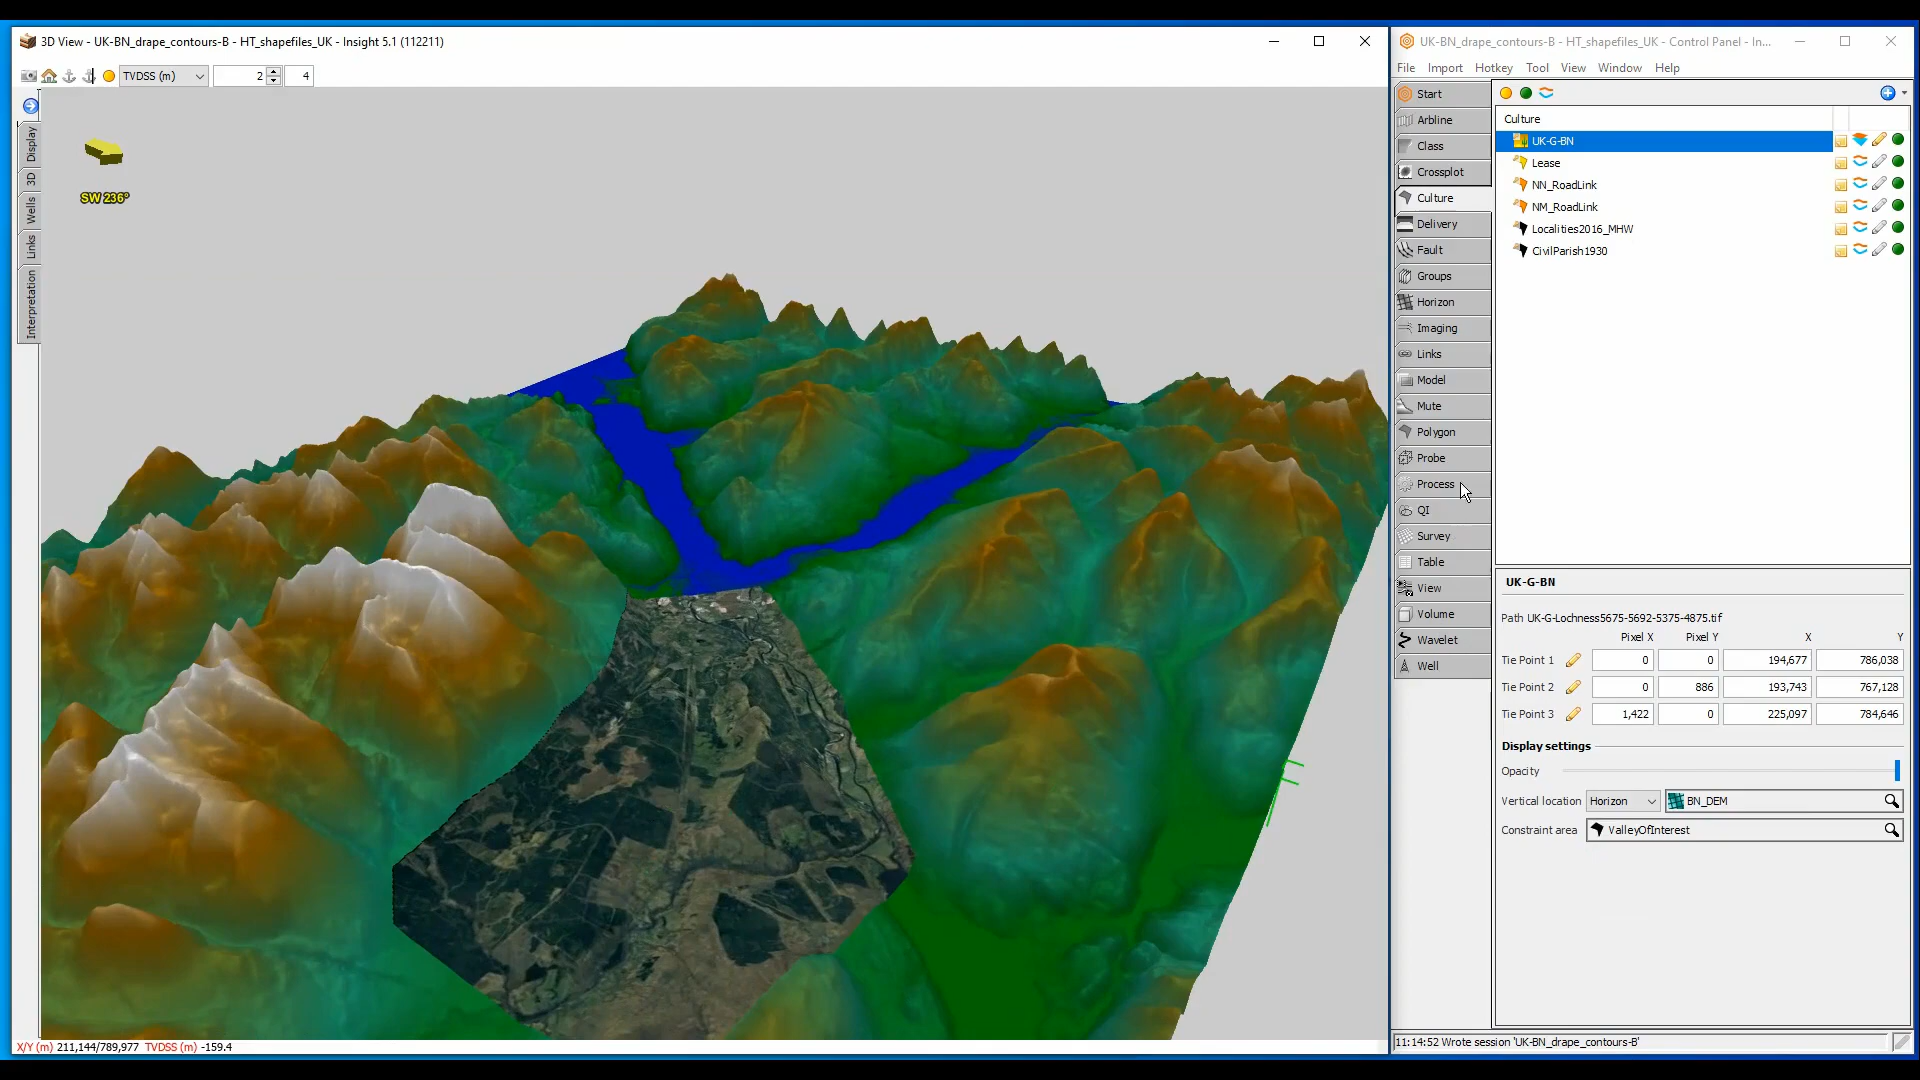 3D View - UK-BN_drape_contours-B - HT_shapefiles_UK - Insight 5.1 (112211)
UK-BN_drape_contours-B - HT_shapefiles_UK - Control Panel - In...
File Import Hotkey Tool View Window Help
TVDSS (m) 2 4
Display
3D
Wells
Links
Interpretation
SW 236°
X/Y (m) 211,144/789,977 TVDSS (m) -159.4
Start
Arbline
Class
Crossplot
Culture
Delivery
Fault
Groups
Horizon
Imaging
Links
Model
Mute
Polygon
Probe
Process
QI
Survey
Table
View
Volume
Wavelet
Well
Culture
UK-G-BN
Lease
NN_RoadLink
NM_RoadLink
Localities2016_MHW
CivilParish1930
UK-G-BN
Path UK-G-Lochness5675-5692-5375-4875.tif
Pixel X Pixel Y X Y
Tie Point 1 0 0 194,677 786,038
Tie Point 2 0 886 193,743 767,128
Tie Point 3 1,422 0 225,097 784,646
Display settings
Opacity
Vertical location Horizon BN_DEM
Constraint area ValleyOfInterest
11:14:52 Wrote session 'UK-BN_drape_contours-B'